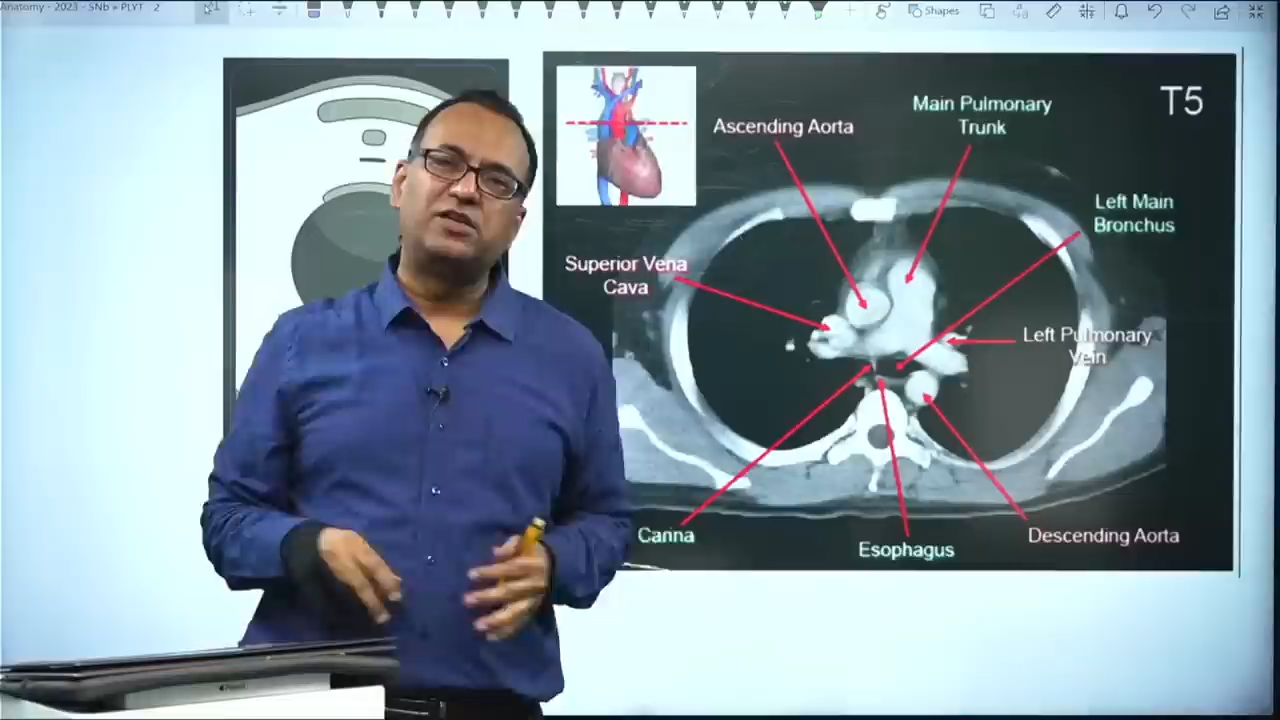 Anatomy - 2023 - SNb + PLYT 2
Shapes
T5
Main Pulmonary
Trunk
Ascending Aorta
Left Main
Bronchus
Superior Vena
Cava
Left Pulmonary
Vein
Carina
Esophagus
Descending Aorta